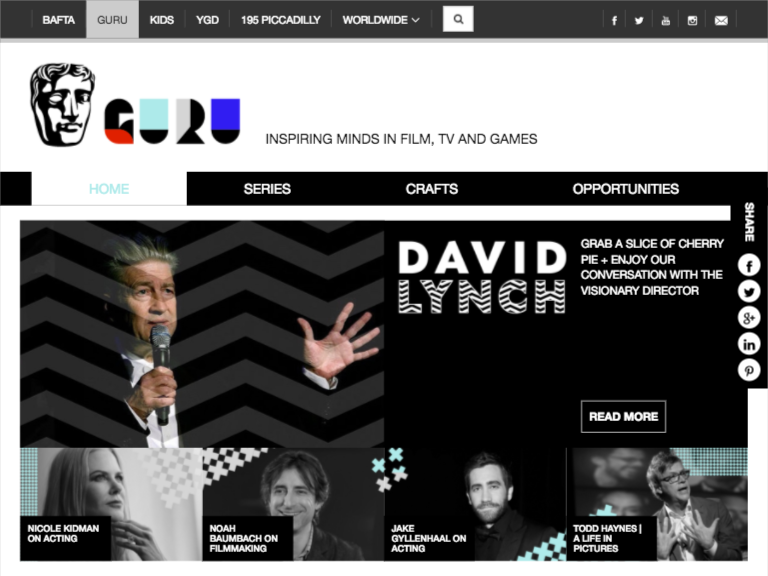 BAFTA GURU KIDS YGD 195 PICCADILLY WORLDWIDE
GURU
INSPIRING MINDS IN FILM, TV AND GAMES
HOME SERIES CRAFTS OPPORTUNITIES
SHARE
DAVID
LYNCH
GRAB A SLICE OF CHERRY
PIE + ENJOY OUR
CONVERSATION WITH THE
VISIONARY DIRECTOR
READ MORE
NICOLE KIDMAN
ON ACTING
NOAH
BAUMBACH ON
FILMMAKING
JAKE
GYLLENHAAL ON
ACTING
TODD HAYNES |
A LIFE IN
PICTURES